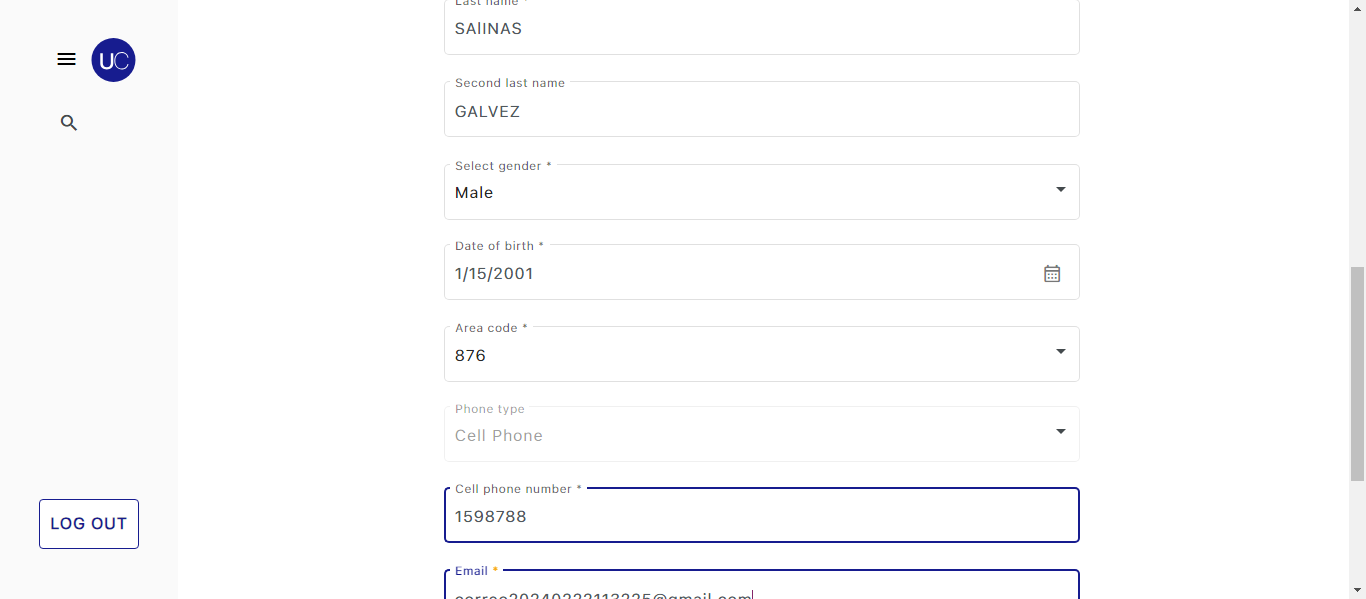 UC
LOG OUT
Last name *
SAlINAS
Second last name
GALVEZ
Select gender *
Male
Date of birth *
1/15/2001
Area code *
876
Phone type
Cell Phone
Cell phone number *
1598788
Email *
correo20240222113225@gmail.com